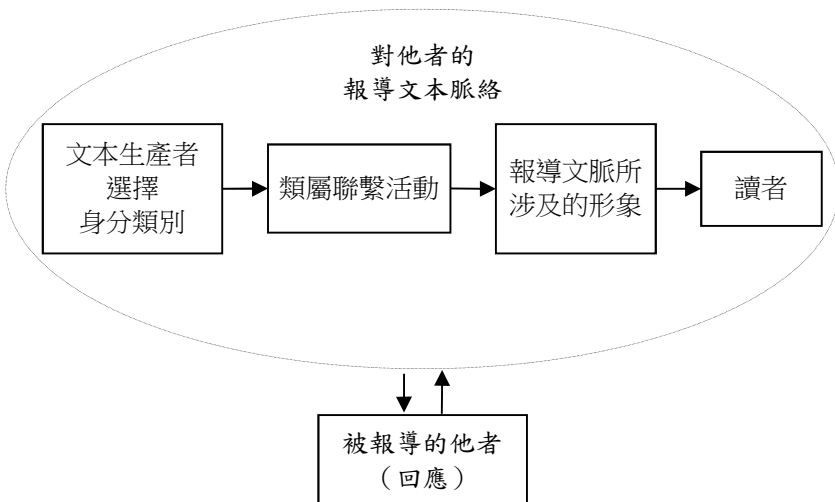 對他者的
報導文本脈絡
文本生產者
選擇
身分類別
類屬聯繫活動
報導文脈所
涉及的形象
讀者
被報導的他者
（回應）